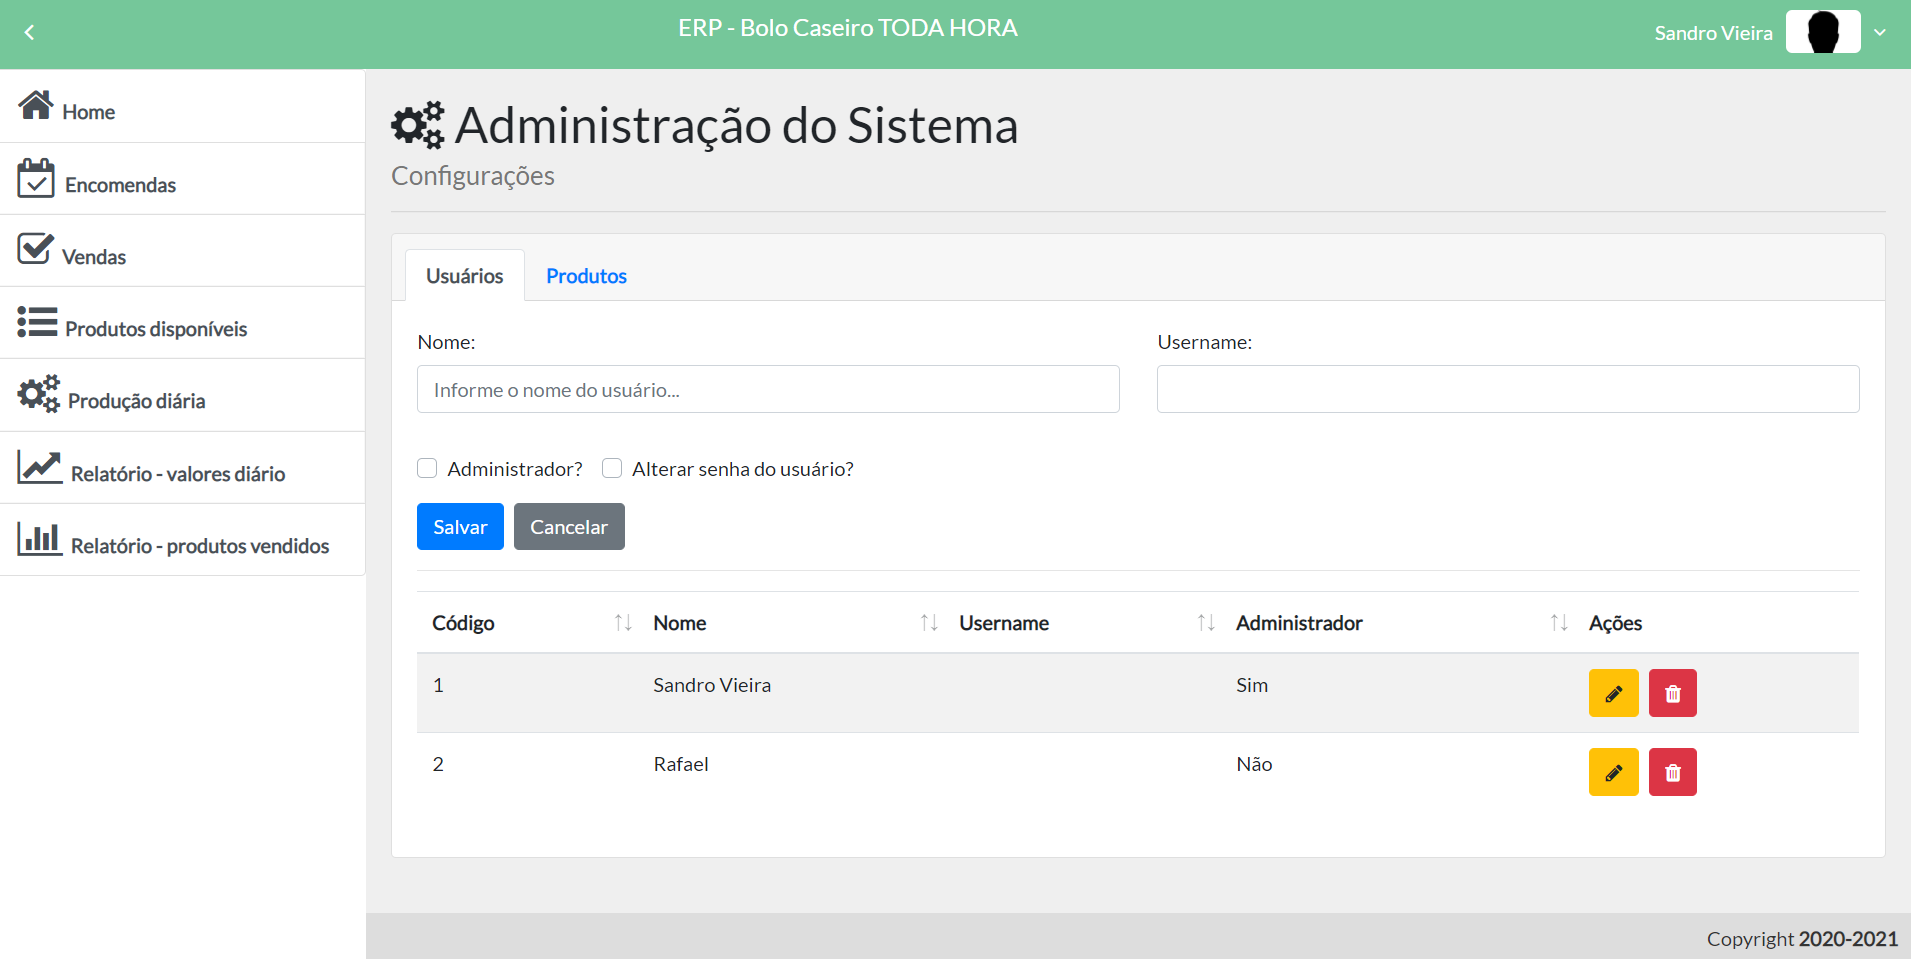 ERP - Bolo Caseiro TODA HORA
Sandro Vieira
Home
Encomendas
Vendas
Produtos disponíveis
Produção diária
Relatório - valores diário
Relatório - produtos vendidos
Administração do Sistema
Configurações
Usuários Produtos
Nome: Username:
Informe o nome do usuário...
Administrador? Alterar senha do usuário?
Salvar Cancelar
Código Nome Username Administrador Ações
1 Sandro Vieira Sim
2 Rafael Não
Copyright 2020-2021